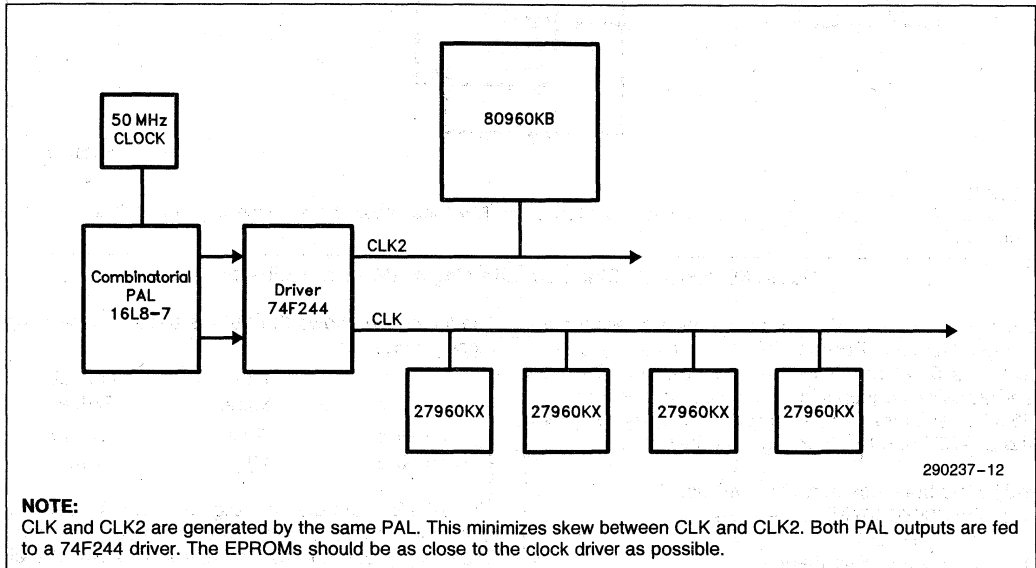 80960KB
50 MHz
CLOCK
CLK2
Combinatorial
PAL
16L8-7
Driver
74F244
CLK
27960KX
27960KX
27960KX
27960KX
290237-12
NOTE:
CLK and CLK2 are generated by the same PAL. This minimizes skew between CLK and CLK2. Both PAL outputs are fed
to a 74F244 driver. The EPROMs should be as close to the clock driver as possible.